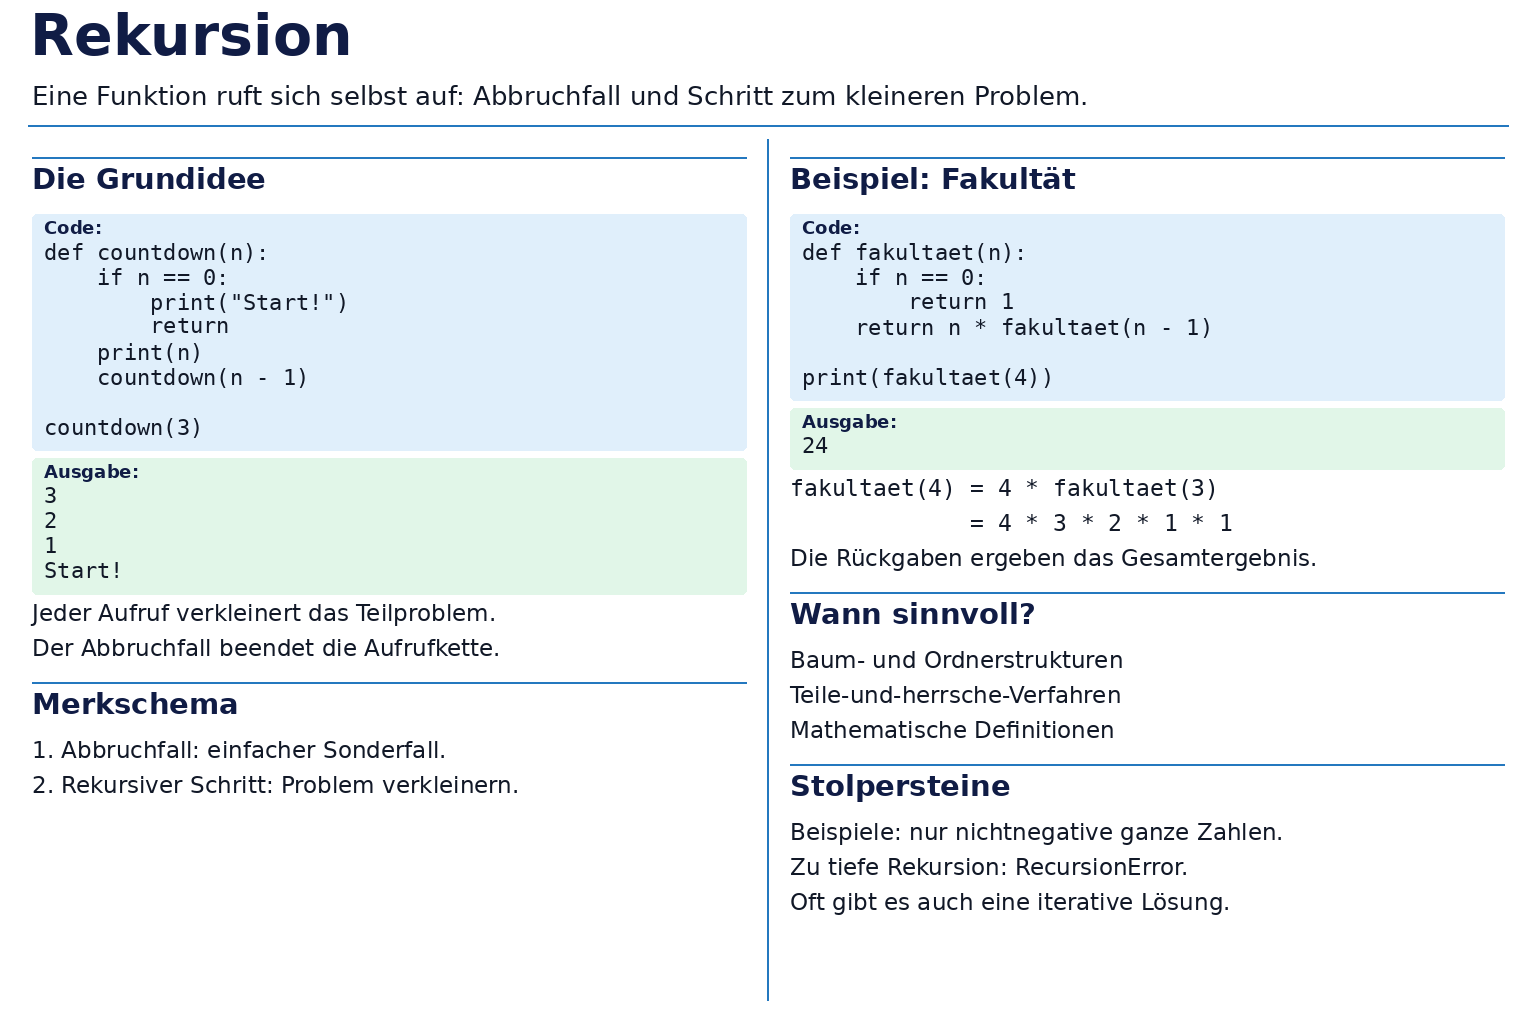 Rekursion
Eine Funktion ruft sich selbst auf: Abbruchfall und Schritt zum kleineren Problem.
Die Grundidee
Code:
def countdown(n):
    if n == 0:
        print("Start!")
        return
    print(n)
    countdown(n - 1)

countdown(3)
Ausgabe:
3
2
1
Start!
Jeder Aufruf verkleinert das Teilproblem.
Der Abbruchfall beendet die Aufrufkette.
Merkschema
1. Abbruchfall: einfacher Sonderfall.
2. Rekursiver Schritt: Problem verkleinern.
Beispiel: Fakultät
Code:
def fakultaet(n):
    if n == 0:
        return 1
    return n * fakultaet(n - 1)

print(fakultaet(4))
Ausgabe:
24
fakultaet(4) = 4 * fakultaet(3)
             = 4 * 3 * 2 * 1 * 1
Die Rückgaben ergeben das Gesamtergebnis.
Wann sinnvoll?
Baum- und Ordnerstrukturen
Teile-und-herrsche-Verfahren
Mathematische Definitionen
Stolpersteine
Beispiele: nur nichtnegative ganze Zahlen.
Zu tiefe Rekursion: RecursionError.
Oft gibt es auch eine iterative Lösung.